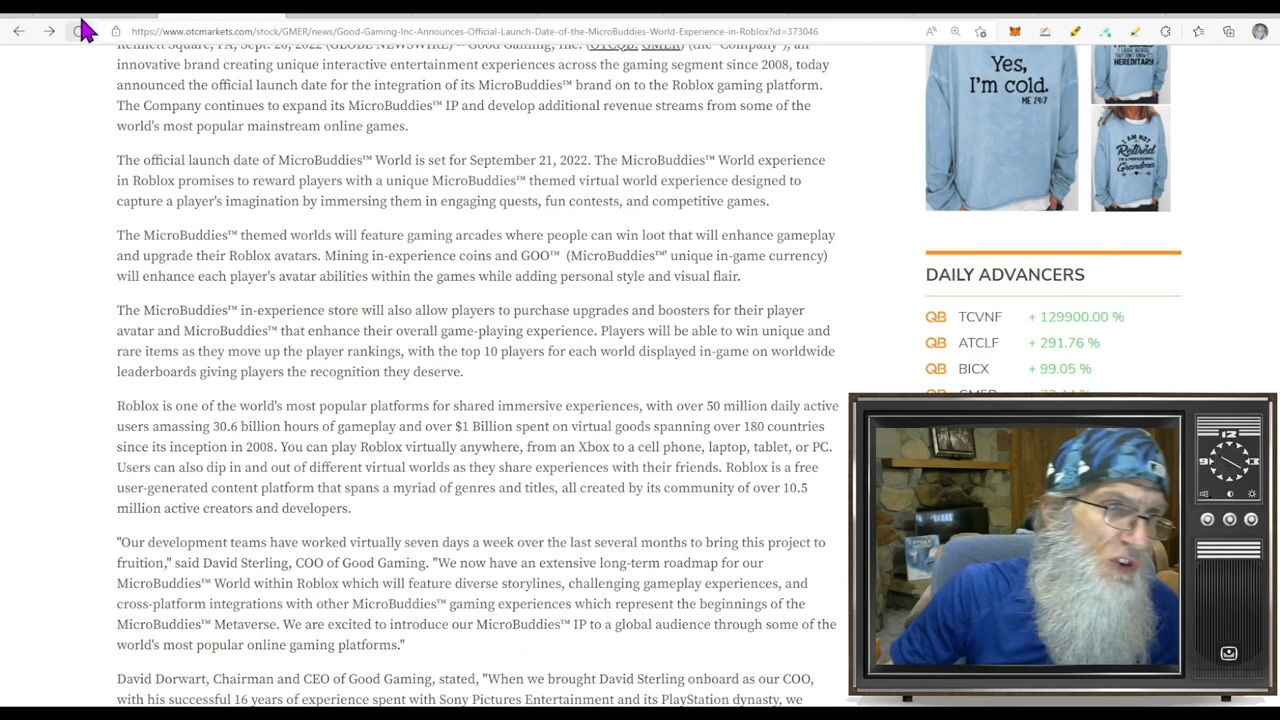 https://www.otcmarkets.com/stock/GMER/news/Good-Gaming-Inc-Announces-Official-Launch-Date-of-the-MicroBuddies-World-Experience-in-Roblox?id=373046
Kennett Square, PA, Sept. 20, 2022 (GLOBE NEWSWIRE) -- Good Gaming, Inc. (OTCQB: GMER) (the "Company"), an
innovative brand creating unique interactive entertainment experiences across the gaming segment since 2008, today
announced the official launch date for the integration of its MicroBuddies™ brand on to the Roblox gaming platform.
The Company continues to expand its MicroBuddies™ IP and develop additional revenue streams from some of the
world's most popular mainstream online games.
The official launch date of MicroBuddies™ World is set for September 21, 2022. The MicroBuddies™ World experience
in Roblox promises to reward players with a unique MicroBuddies™ themed virtual world experience designed to
capture a player's imagination by immersing them in engaging quests, fun contests, and competitive games.
The MicroBuddies™ themed worlds will feature gaming arcades where people can win loot that will enhance gameplay
and upgrade their Roblox avatars. Mining in-experience coins and GOO™ (MicroBuddies™' unique in-game currency)
will enhance each player's avatar abilities within the games while adding personal style and visual flair.
The MicroBuddies™ in-experience store will also allow players to purchase upgrades and boosters for their player
avatar and MicroBuddies™ that enhance their overall game-playing experience. Players will be able to win unique and
rare items as they move up the player rankings, with the top 10 players for each world displayed in-game on worldwide
leaderboards giving players the recognition they deserve.
Roblox is one of the world's most popular platforms for shared immersive experiences, with over 50 million daily active
users amassing 30.6 billion hours of gameplay and over $1 Billion spent on virtual goods spanning over 180 countries
since its inception in 2008. You can play Roblox virtually anywhere, from an Xbox to a cell phone, laptop, tablet, or PC.
Users can also dip in and out of different virtual worlds as they share experiences with their friends. Roblox is a free
user-generated content platform that spans a myriad of genres and titles, all created by its community of over 10.5
million active creators and developers.
"Our development teams have worked virtually seven days a week over the last several months to bring this project to
fruition," said David Sterling, COO of Good Gaming. "We now have an extensive long-term roadmap for our
MicroBuddies™ World within Roblox which will feature diverse storylines, challenging gameplay experiences, and
cross-platform integrations with other MicroBuddies™ gaming experiences which represent the beginnings of the
MicroBuddies™ Metaverse. We are excited to introduce our MicroBuddies™ IP to a global audience through some of the
world's most popular online gaming platforms."
David Dorwart, Chairman and CEO of Good Gaming, stated, "When we brought David Sterling onboard as our COO,
with his successful 16 years of experience spent with Sony Pictures Entertainment and its PlayStation dynasty, we
Yes,
I'm cold.
ME 24:7
HEREDITARY
I AM NOT
Retired
I'M A PROFESSIONAL
Grandma
DAILY ADVANCERS
QB TCVNF + 129900.00 %
QB ATCLF + 291.76 %
QB BICX + 99.05 %
GMER
12
3
9